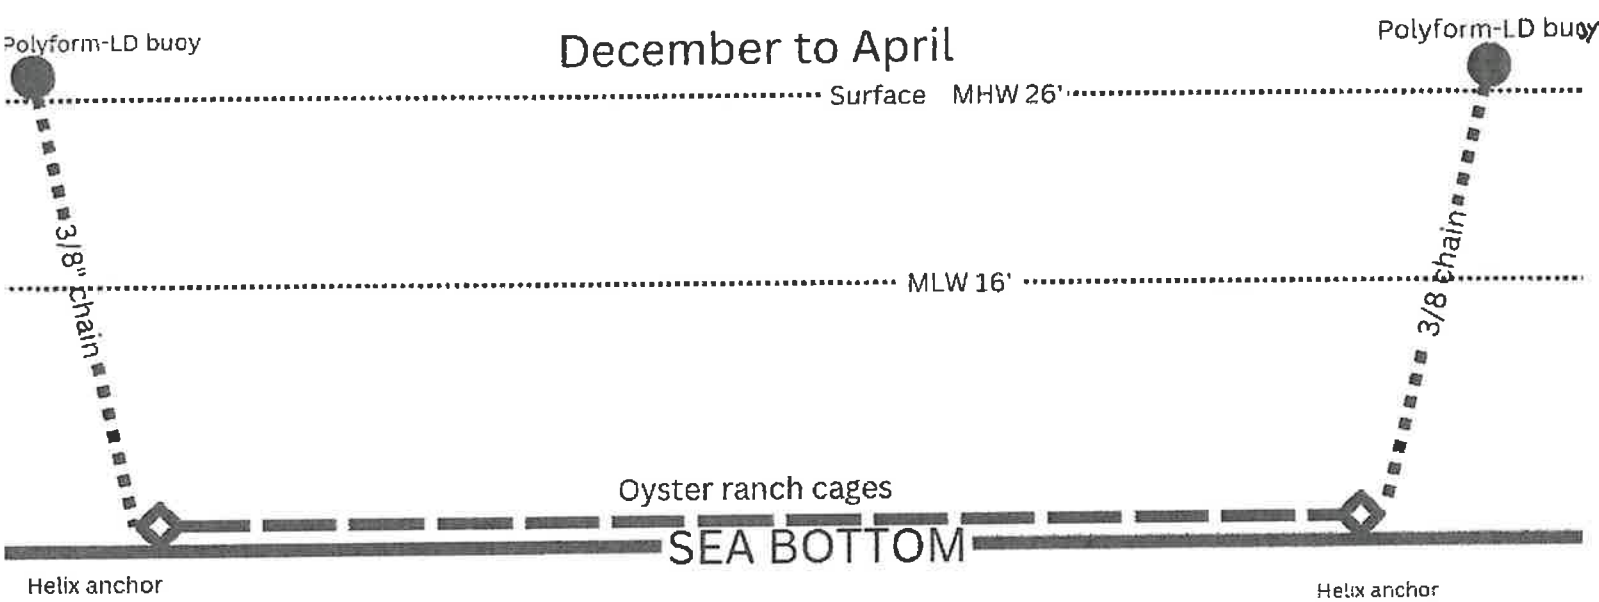 Polyform-LD buoy
December to April
Polyform-LD buoy
Surface MHW 26'
3/8" chain
3/8 chain
MLW 16'
Oyster ranch cages
SEA BOTTOM
Helix anchor
Helix anchor